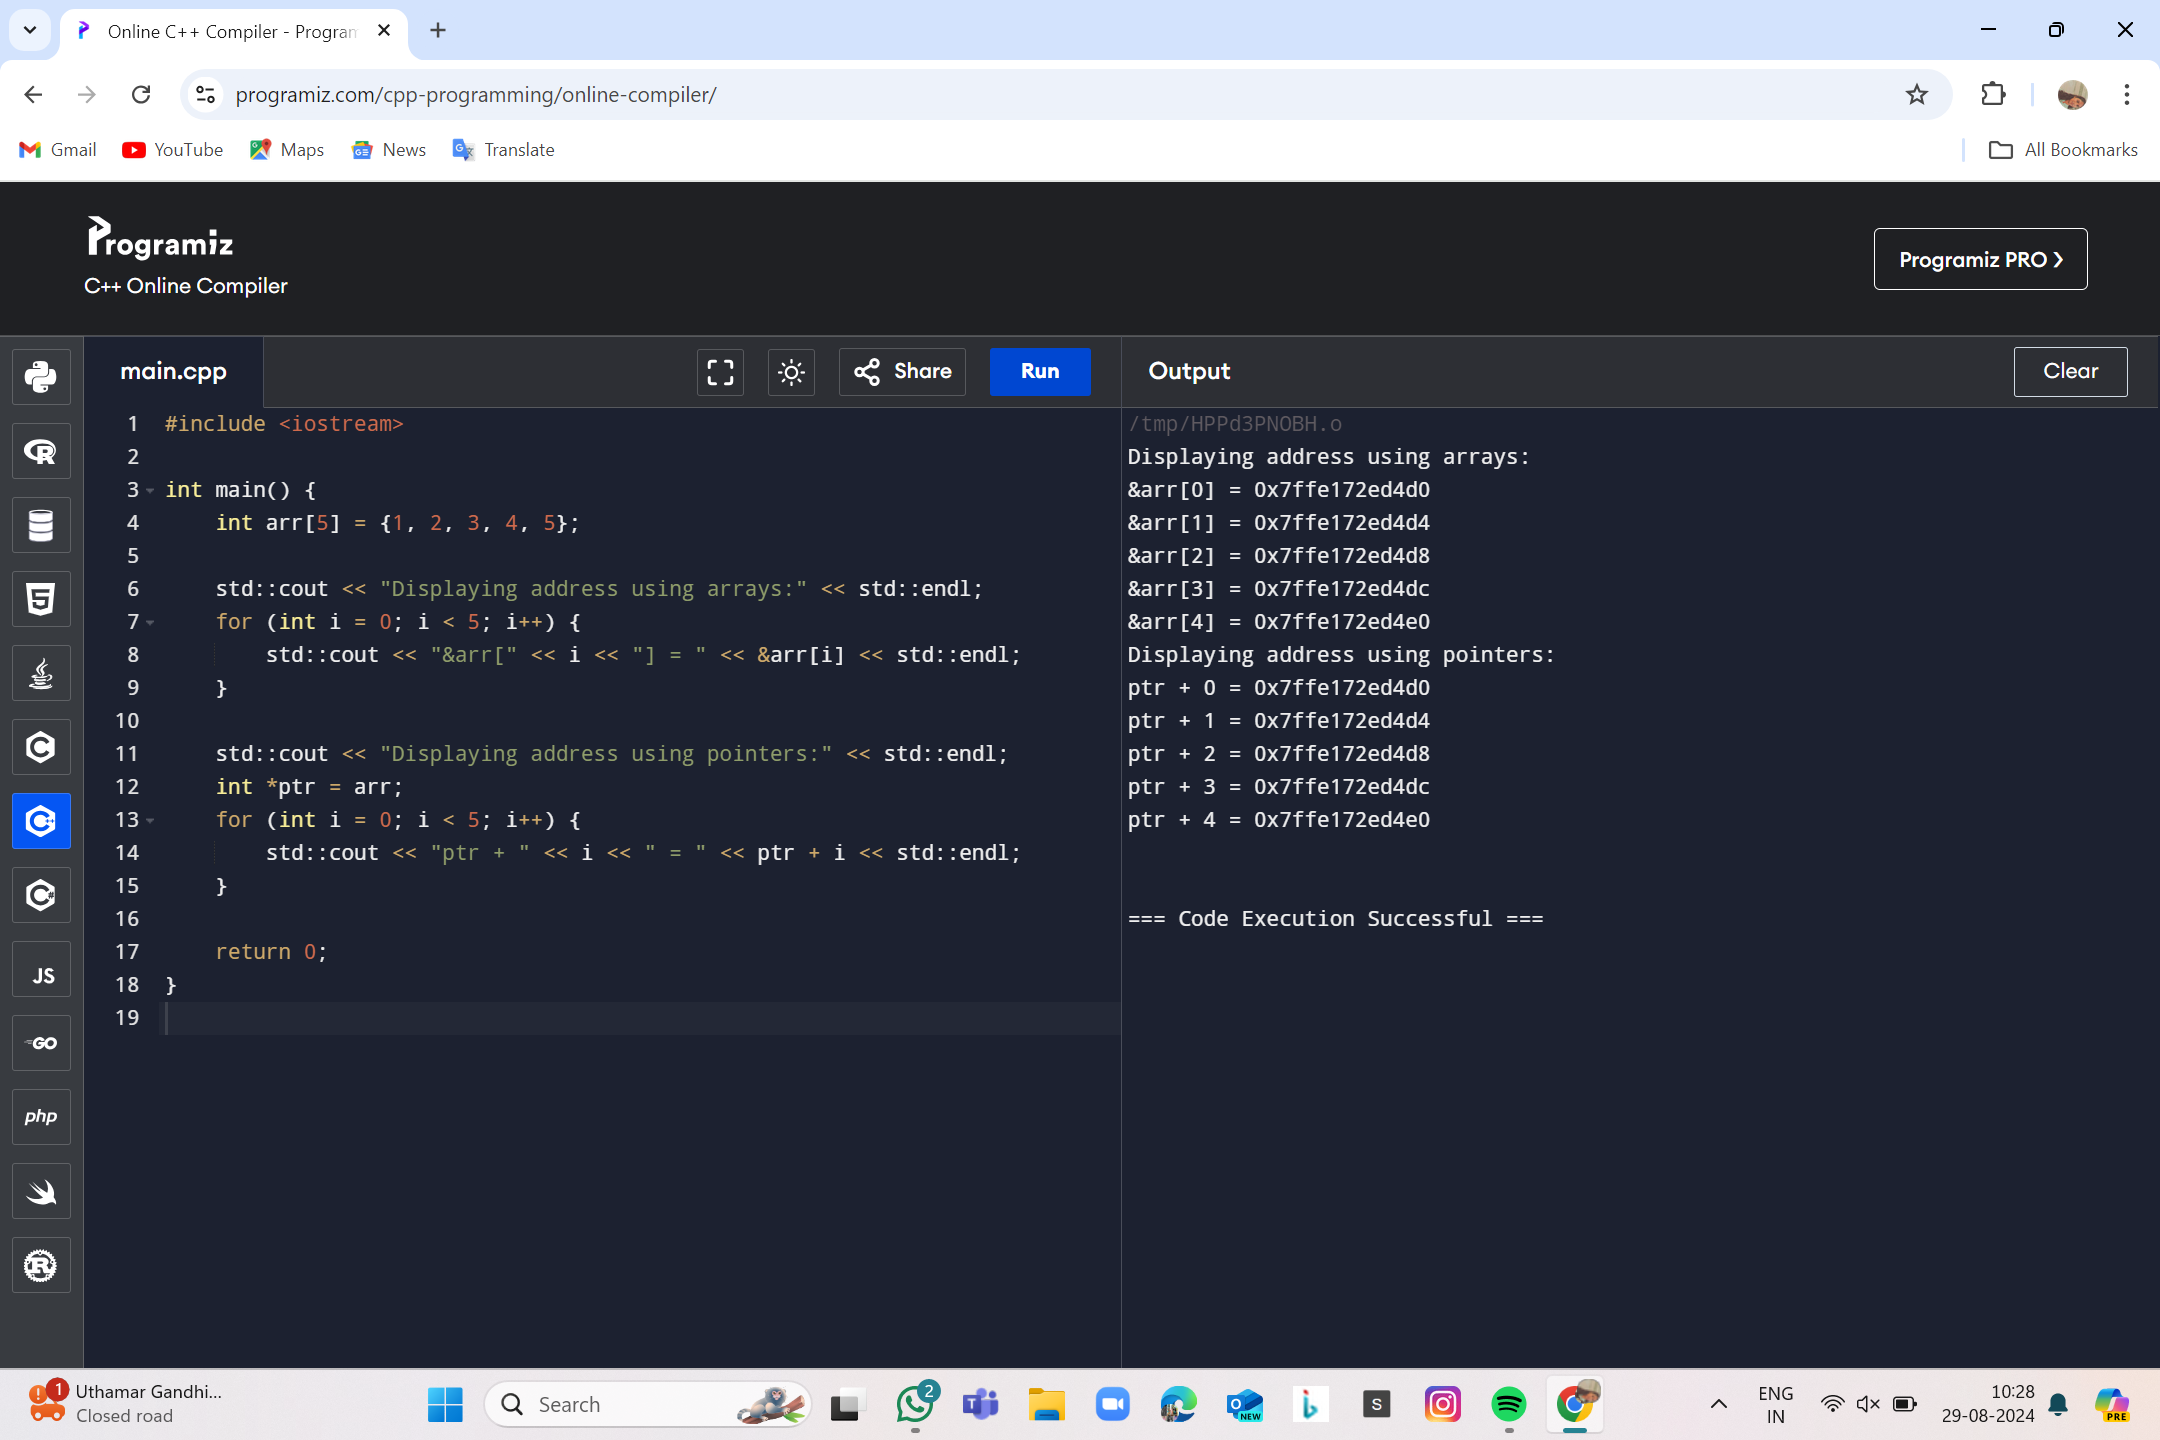 Online C++ Compiler - Program
programiz.com/cpp-programming/online-compiler/
Gmail
YouTube
Maps
News
Translate
All Bookmarks
Programiz
C++ Online Compiler
Programiz PRO ❯
main.cpp
Share
Run
Output
Clear
1 #include <iostream>
2
3 int main() {
4     int arr[5] = {1, 2, 3, 4, 5};
5
6     std::cout << "Displaying address using arrays:" << std::endl;
7     for (int i = 0; i < 5; i++) {
8         std::cout << "&arr[" << i << "] = " << &arr[i] << std::endl;
9     }
10
11     std::cout << "Displaying address using pointers:" << std::endl;
12     int *ptr = arr;
13     for (int i = 0; i < 5; i++) {
14         std::cout << "ptr + " << i << " = " << ptr + i << std::endl;
15     }
16
17     return 0;
18 }
19
/tmp/HPPd3PNOBH.o
Displaying address using arrays:
&arr[0] = 0x7ffe172ed4d0
&arr[1] = 0x7ffe172ed4d4
&arr[2] = 0x7ffe172ed4d8
&arr[3] = 0x7ffe172ed4dc
&arr[4] = 0x7ffe172ed4e0
Displaying address using pointers:
ptr + 0 = 0x7ffe172ed4d0
ptr + 1 = 0x7ffe172ed4d4
ptr + 2 = 0x7ffe172ed4d8
ptr + 3 = 0x7ffe172ed4dc
ptr + 4 = 0x7ffe172ed4e0
=== Code Execution Successful ===
JS
GO
php
1
Uthamar Gandhi...
Closed road
Search
2
NEW
S
ENG
IN
10:28
29-08-2024
PRE